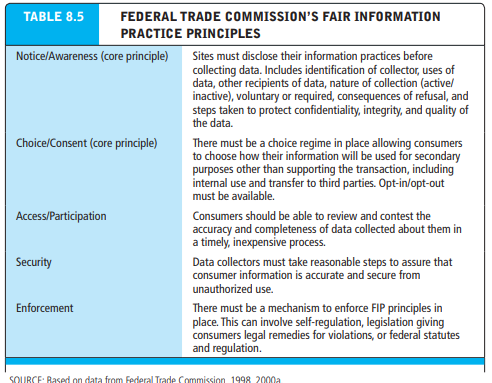 TABLE 8.5
FEDERAL TRADE COMMISSION'S FAIR INFORMATION
PRACTICE PRINCIPLES
Notice/Awareness (core principle)
Sites must disclose their information practices before
collecting data. Includes identification of collector, uses of
data, other recipients of data, nature of collection (active/
inactive), voluntary or required, consequences of refusal, and
steps taken to protect confidentiality, integrity, and quality of
the data.
Choice/Consent (core principle)
There must be a choice regime in place allowing consumers
to choose how their information will be used for secondary
purposes other than supporting the transaction, including
internal use and transfer to third parties. Opt-in/opt-out
must be available.
Access/Participation
Consumers should be able to review and contest the
accuracy and completeness of data collected about them in
a timely, inexpensive process.
Security
Data collectors must take reasonable steps to assure that
consumer information is accurate and secure from
unauthorized use.
Enforcement
There must be a mechanism to enforce FIP principles in
place. This can involve self-regulation, legislation giving
consumers legal remedies for violations, or federal statutes
and regulation.
SOURCE: Based on data from Federal Trade Commission, 1998, 2000a.